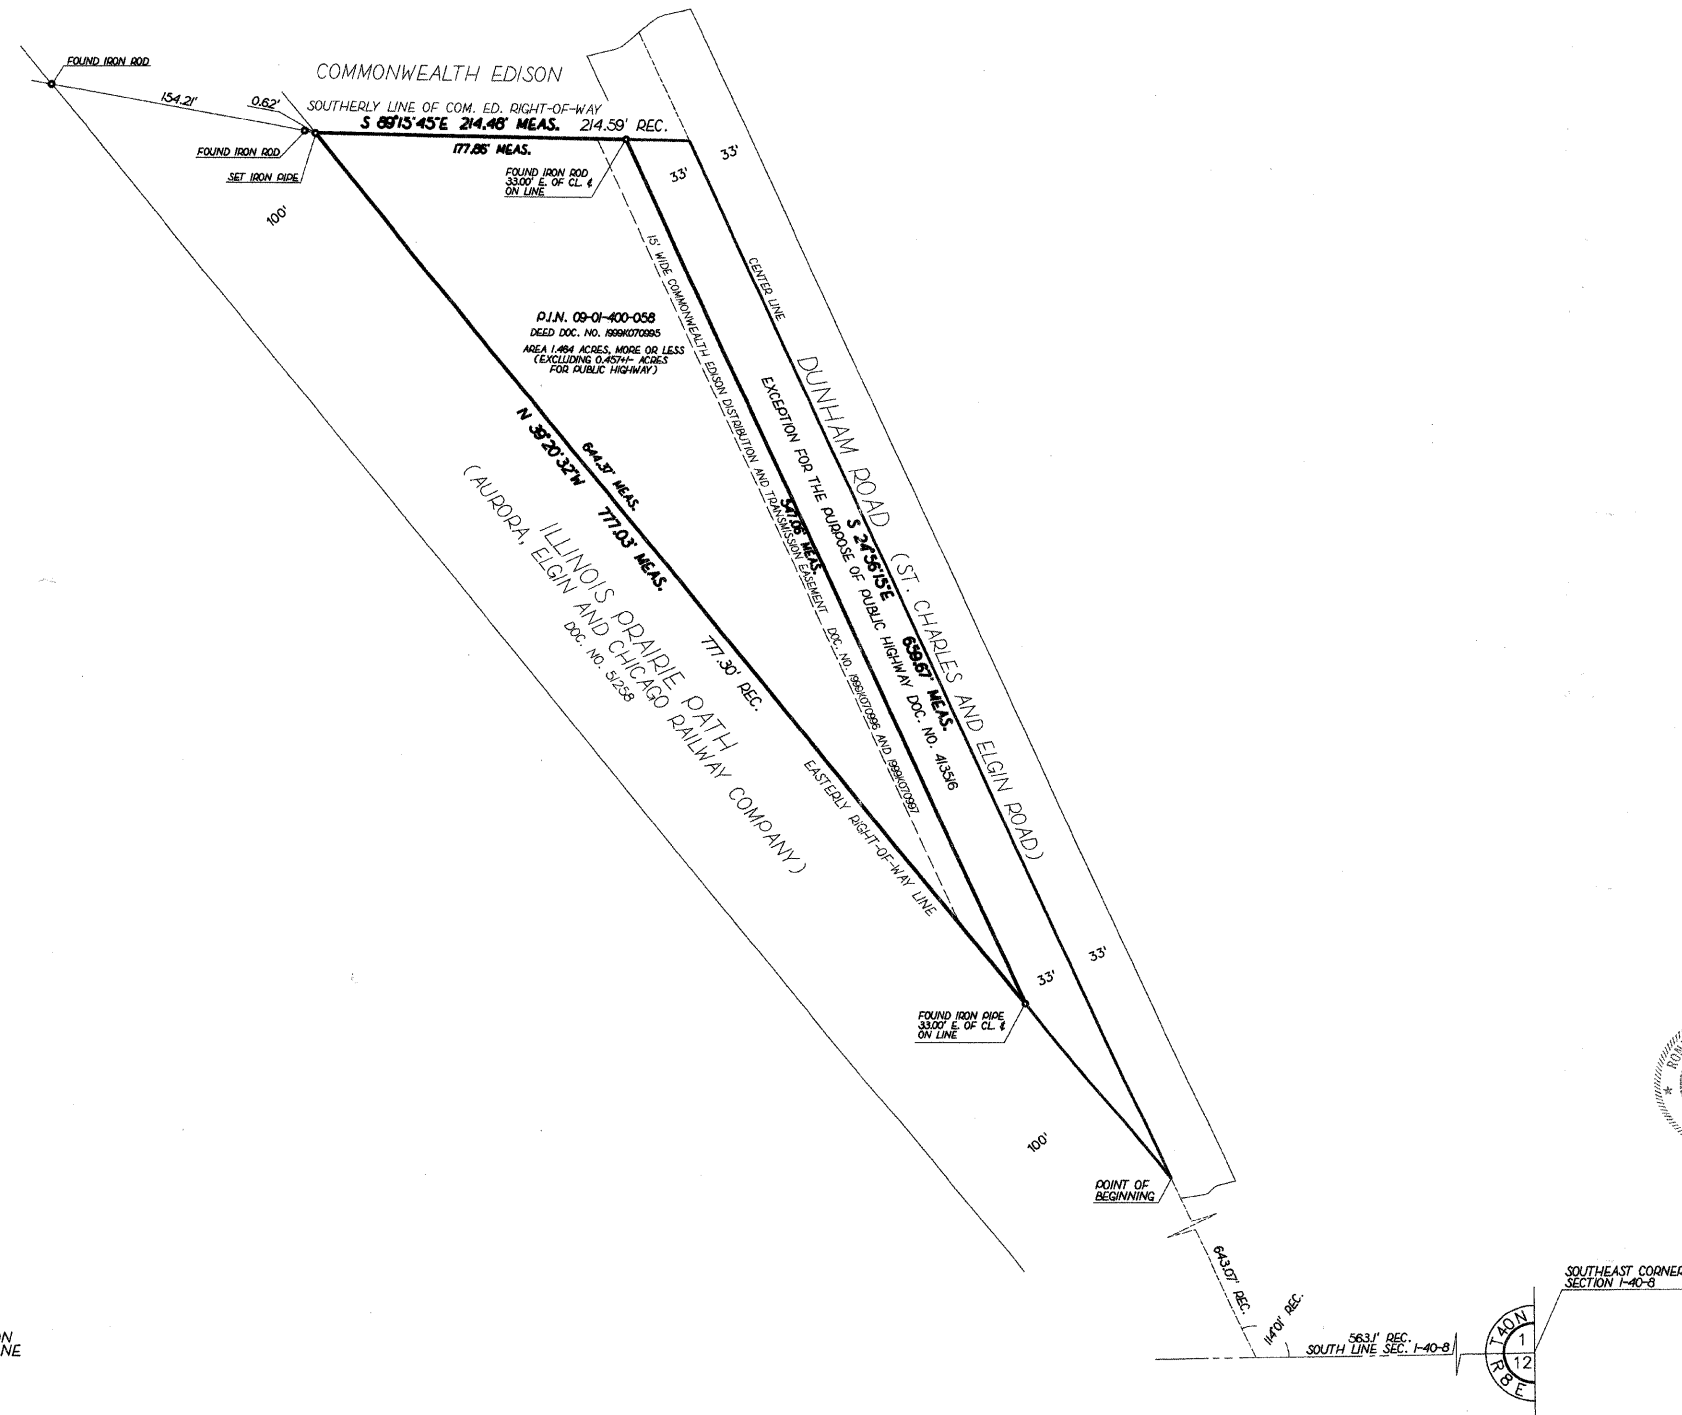 FOUND IRON ROD
COMMONWEALTH EDISON
154.21'
0.62'
SOUTHERLY LINE OF COM. ED. RIGHT-OF-WAY
S 89°15'45"E 214.48' MEAS. 214.59' REC.
177.86' MEAS.
FOUND IRON ROD
SET IRON PIPE
FOUND IRON ROD
33.00' E. OF CL. &
ON LINE
33'
33'
100'
15' WIDE COMMONWEALTH EDISON DISTRIBUTION AND TRANSMISSION EASEMENT DOC. NO. 1999K070996 AND 1999K070997
CENTER LINE
P.I.N. 09-01-400-058
DEED DOC. NO. 1999K070995
AREA 1.464 ACRES, MORE OR LESS
(EXCLUDING 0.457+/- ACRES
FOR PUBLIC HIGHWAY)
DUNHAM ROAD (ST. CHARLES AND ELGIN ROAD)
EXCEPTION FOR THE PURPOSE OF PUBLIC HIGHWAY DOC. NO. 413516
S 24°56'15"E 659.67' MEAS.
547.06' MEAS.
644.37' MEAS.
N 39°20'32"W 777.03' MEAS. 777.30' REC.
EASTERLY RIGHT-OF-WAY LINE
ILLINOIS PRAIRIE PATH
(AURORA, ELGIN AND CHICAGO RAILWAY COMPANY)
DOC. NO. 51258
33'
33'
FOUND IRON PIPE
33.00' E. OF CL. &
ON LINE
100'
POINT OF
BEGINNING
643.07' REC.
114°01' REC.
563.1' REC.
SOUTH LINE SEC. 1-40-8
SOUTHEAST CORNER
SECTION 1-40-8
T40N
1
12
R8E
ON
NE